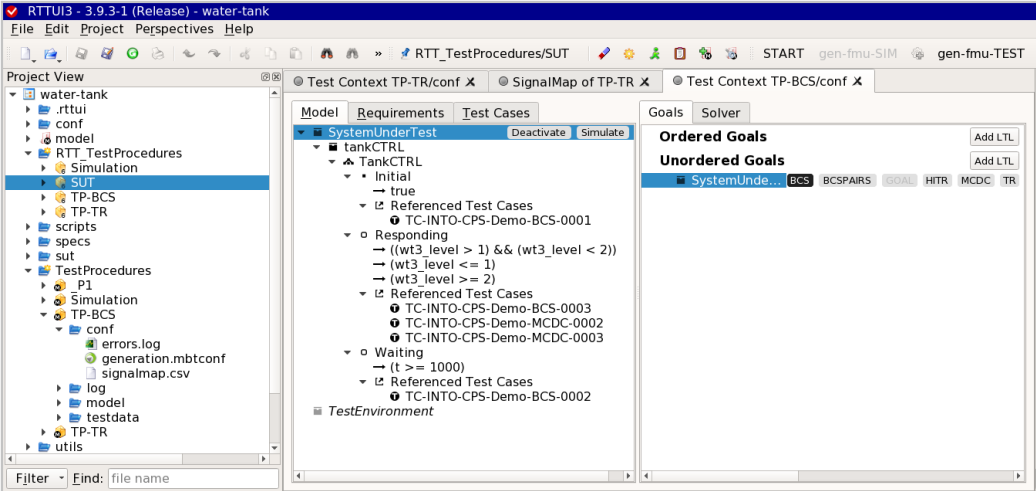 RTTUI3 - 3.9.3-1 (Release) - water-tank
File Edit Project Perspectives Help
» RTT_TestProcedures/SUT START gen-fmu-SIM gen-fmu-TEST
Project View
water-tank
.rttui
conf
model
RTT_TestProcedures
Simulation
SUT
TP-BCS
TP-TR
scripts
specs
sut
TestProcedures
_P1
Simulation
TP-BCS
conf
errors.log
generation.mbtconf
signalmap.csv
log
model
testdata
TP-TR
utils
Filter Find: file name
Test Context TP-TR/conf SignalMap of TP-TR Test Context TP-BCS/conf
Model Requirements Test Cases
SystemUnderTest Deactivate Simulate
tankCTRL
TankCTRL
Initial
true
Referenced Test Cases
TC-INTO-CPS-Demo-BCS-0001
Responding
((wt3_level > 1) && (wt3_level < 2))
(wt3_level <= 1)
(wt3_level >= 2)
Referenced Test Cases
TC-INTO-CPS-Demo-BCS-0003
TC-INTO-CPS-Demo-MCDC-0002
TC-INTO-CPS-Demo-MCDC-0003
Waiting
(t >= 1000)
Referenced Test Cases
TC-INTO-CPS-Demo-BCS-0002
TestEnvironment
Goals Solver
Ordered Goals Add LTL
Unordered Goals Add LTL
SystemUnde... BCS BCSPAIRS GOAL HITR MCDC TR